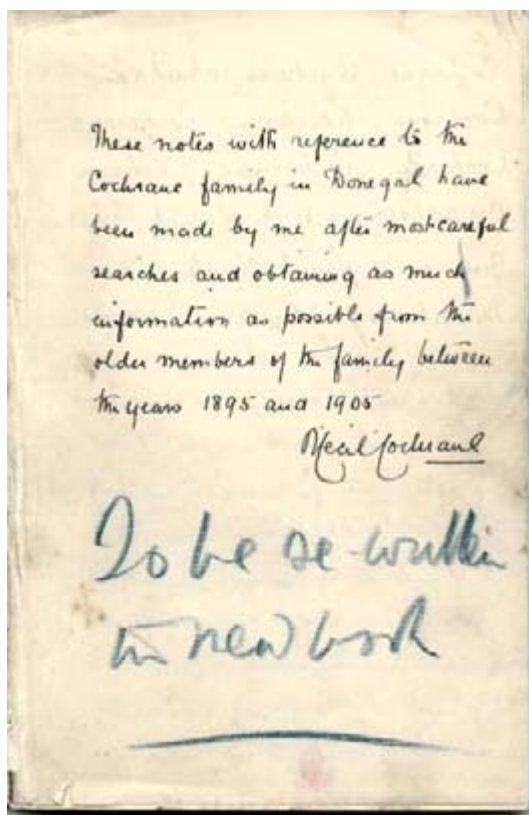 These notes with reference to the
Cochrane family in Donegal have
been made by me after most careful
searches and obtaining as much
information as possible from the
older members of the family between
the years 1895 and 1905
Cecil Cochrane
To be re-written
in new book